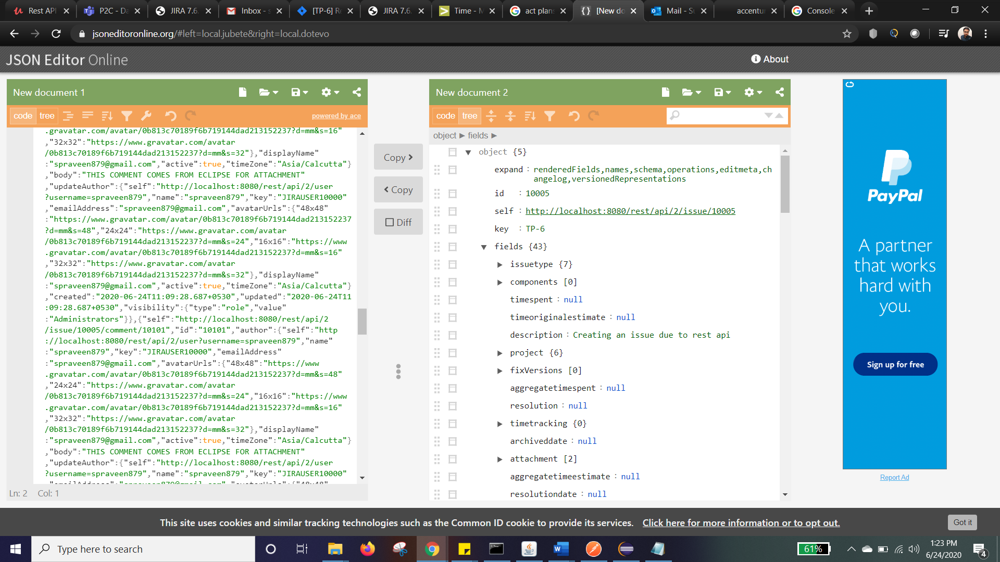 Rest API
P2C - Da
JIRA 7.6.
Inbox - s
[TP-6] Re
JIRA 7.6.
Time - M
act plans
[New do
Mail - Su
accentur
Console
jsoneditoronline.org/#left=local.jubete&right=local.dotevo
JSON Editor Online
About
New document 1
code tree
powered by ace
.gravatar.com/avatar/0b813c70189f6b719144dad213152237?d=mm&s=16"
,"32x32":"https://www.gravatar.com/avatar
/0b813c70189f6b719144dad213152237?d=mm&s=32"},"displayName"
:"spraveen879@gmail.com","active":true,"timeZone":"Asia/Calcutta"}
,"body":"THIS COMMENT COMES FROM ECLIPSE FOR ATTACHMENT"
,"updateAuthor":{"self":"http://localhost:8080/rest/api/2/user
?username=spraveen879","name":"spraveen879","key":"JIRAUSER10000"
,"emailAddress":"spraveen879@gmail.com","avatarUrls":{"48x48"
:"https://www.gravatar.com/avatar/0b813c70189f6b719144dad213152237
?d=mm&s=48","24x24":"https://www.gravatar.com/avatar
/0b813c70189f6b719144dad213152237?d=mm&s=24","16x16":"https://www
.gravatar.com/avatar/0b813c70189f6b719144dad213152237?d=mm&s=16"
,"32x32":"https://www.gravatar.com/avatar
/0b813c70189f6b719144dad213152237?d=mm&s=32"},"displayName"
:"spraveen879@gmail.com","active":true,"timeZone":"Asia/Calcutta"}
,"created":"2020-06-24T11:09:28.687+0530","updated":"2020-06-24T11
:09:28.687+0530","visibility":{"type":"role","value"
:"Administrators"}},{"self":"http://localhost:8080/rest/api/2
/issue/10005/comment/10101","id":"10101","author":{"self":"http
://localhost:8080/rest/api/2/user?username=spraveen879","name"
:"spraveen879","key":"JIRAUSER10000","emailAddress"
:"spraveen879@gmail.com","avatarUrls":{"48x48":"https://www
.gravatar.com/avatar/0b813c70189f6b719144dad213152237?d=mm&s=48"
,"24x24":"https://www.gravatar.com/avatar
/0b813c70189f6b719144dad213152237?d=mm&s=24","16x16":"https://www
.gravatar.com/avatar/0b813c70189f6b719144dad213152237?d=mm&s=16"
,"32x32":"https://www.gravatar.com/avatar
/0b813c70189f6b719144dad213152237?d=mm&s=32"},"displayName"
:"spraveen879@gmail.com","active":true,"timeZone":"Asia/Calcutta"}
,"body":"THIS COMMENT COMES FROM ECLIPSE FOR ATTACHMENT"
,"updateAuthor":{"self":"http://localhost:8080/rest/api/2/user
?username=spraveen879","name":"spraveen879","key":"JIRAUSER10000"
,"emailAddress":"spraveen879@gmail.com","avatarUrls":{"48x48"
Ln: 2 Col: 1
Copy
Copy
Diff
New document 2
code tree
object ► fields ►
object {5}
expand : renderedFields,names,schema,operations,editmeta,ch
angelog,versionedRepresentations
id : 10005
self : http://localhost:8080/rest/api/2/issue/10005
key : TP-6
fields {43}
issuetype {7}
components [0]
timespent : null
timeoriginalestimate : null
description : Creating an issue due to rest api
project {6}
fixVersions [0]
aggregatetimespent : null
resolution : null
timetracking {0}
archiveddate : null
attachment [2]
aggregatetimeestimate : null
resolutiondate : null
PayPal
A partner
that works
hard with
you.
Sign up for free
Report Ad
This site uses cookies and similar tracking technologies such as the Common ID cookie to provide its services. Click here for more information or to opt out.
Got it
Type here to search
61%
1:23 PM
6/24/2020
4